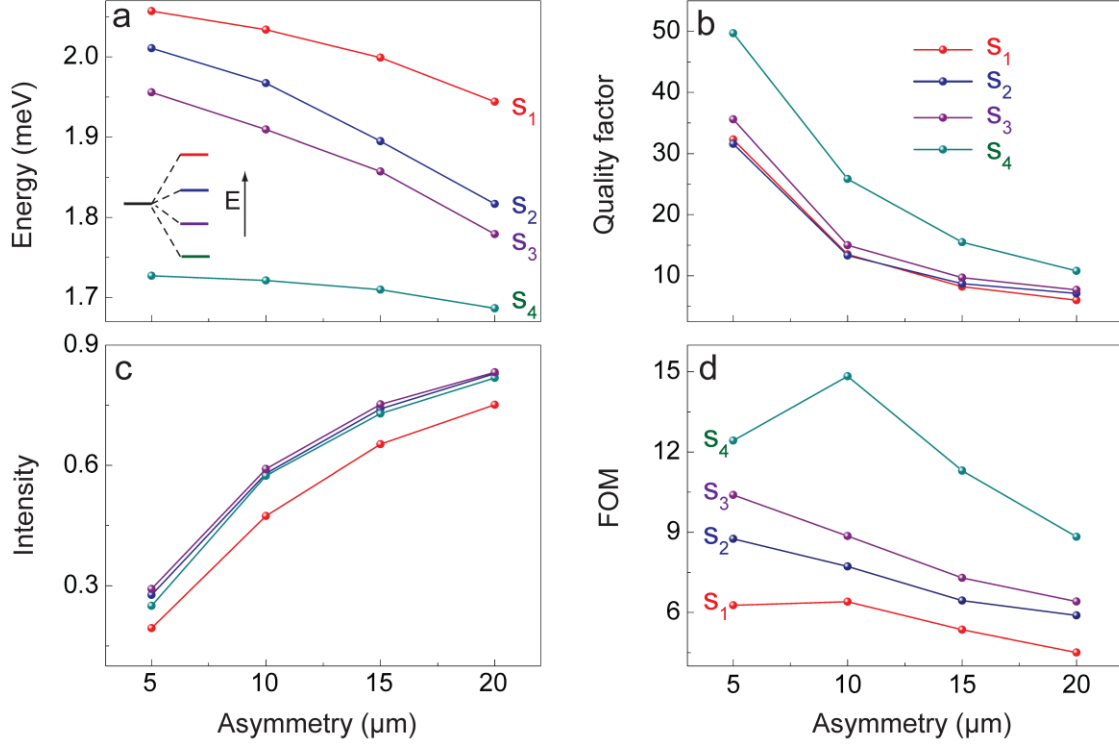 a
Energy (meV)
2.0
1.9
1.8
1.7
S₁
S₂
S₃
S₄
E
b
Quality factor
50
40
30
20
10
S₁
S₂
S₃
S₄
c
Intensity
0.9
0.6
0.3
5 10 15 20
Asymmetry (μm)
d
FOM
15
12
9
6
S₄
S₃
S₂
S₁
5 10 15 20
Asymmetry (μm)